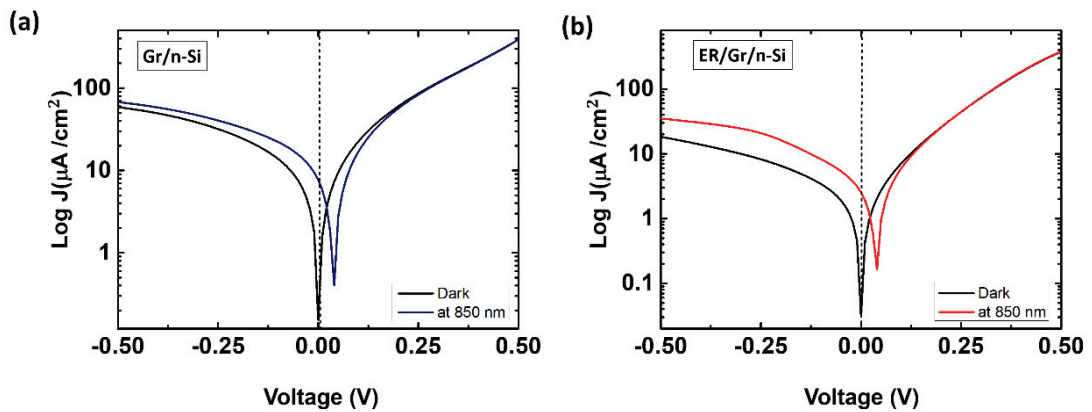 (a)
Gr/n-Si
Log J(μA /cm²)
100
10
1
Dark
at 850 nm
-0.50 -0.25 0.00 0.25 0.50
Voltage (V)
(b)
ER/Gr/n-Si
Log J(μA /cm²)
100
10
1
0.1
Dark
at 850 nm
-0.50 -0.25 0.00 0.25 0.50
Voltage (V)